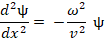 d²ψ/dx² = − ω²/v² ψ